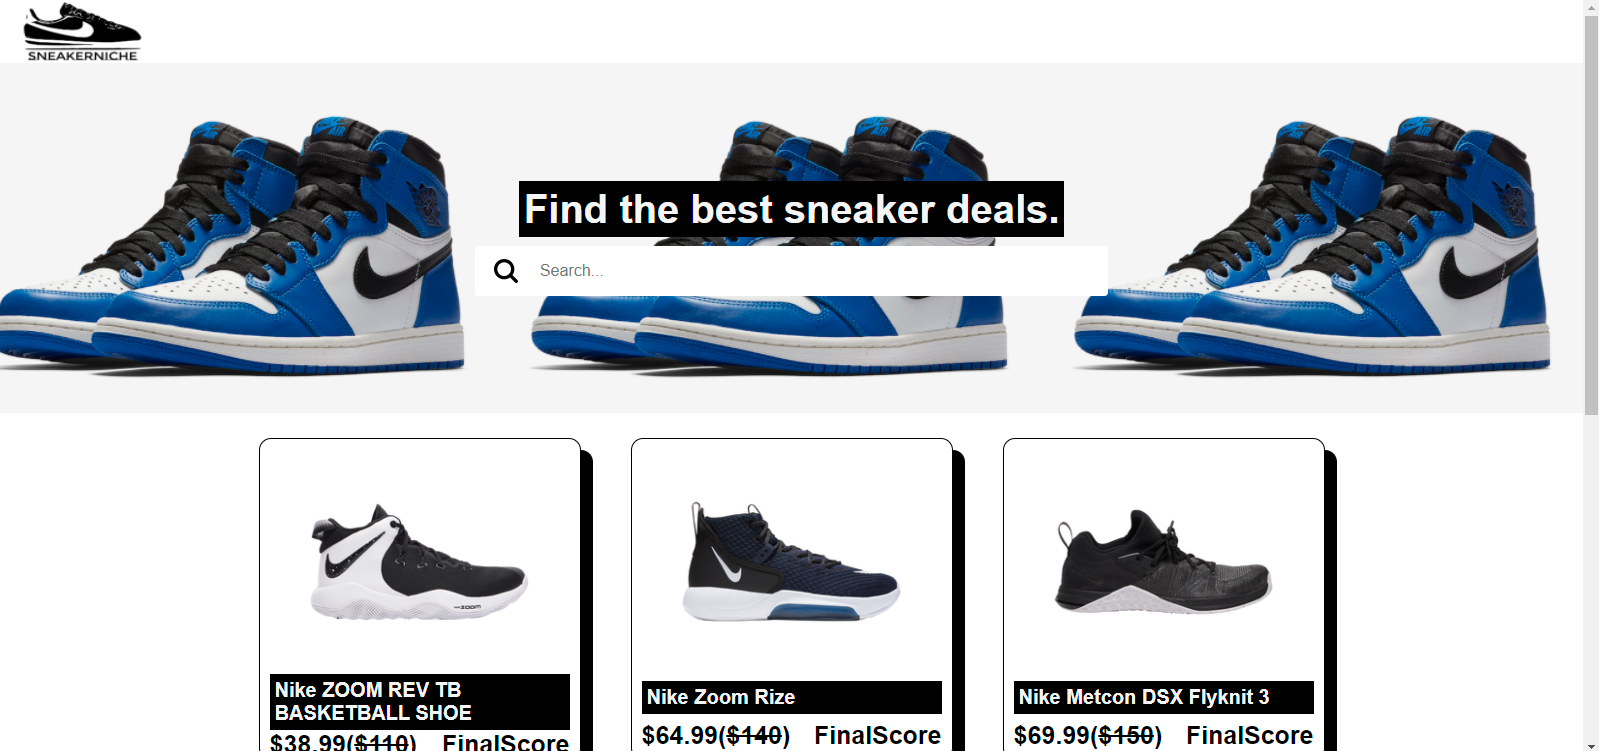 SNEAKERNICHE
Find the best sneaker deals.
Search...
Nike ZOOM REV TB
BASKETBALL SHOE
$38.99($110) FinalScore
Nike Zoom Rize
$64.99($140) FinalScore
Nike Metcon DSX Flyknit 3
$69.99($150) FinalScore